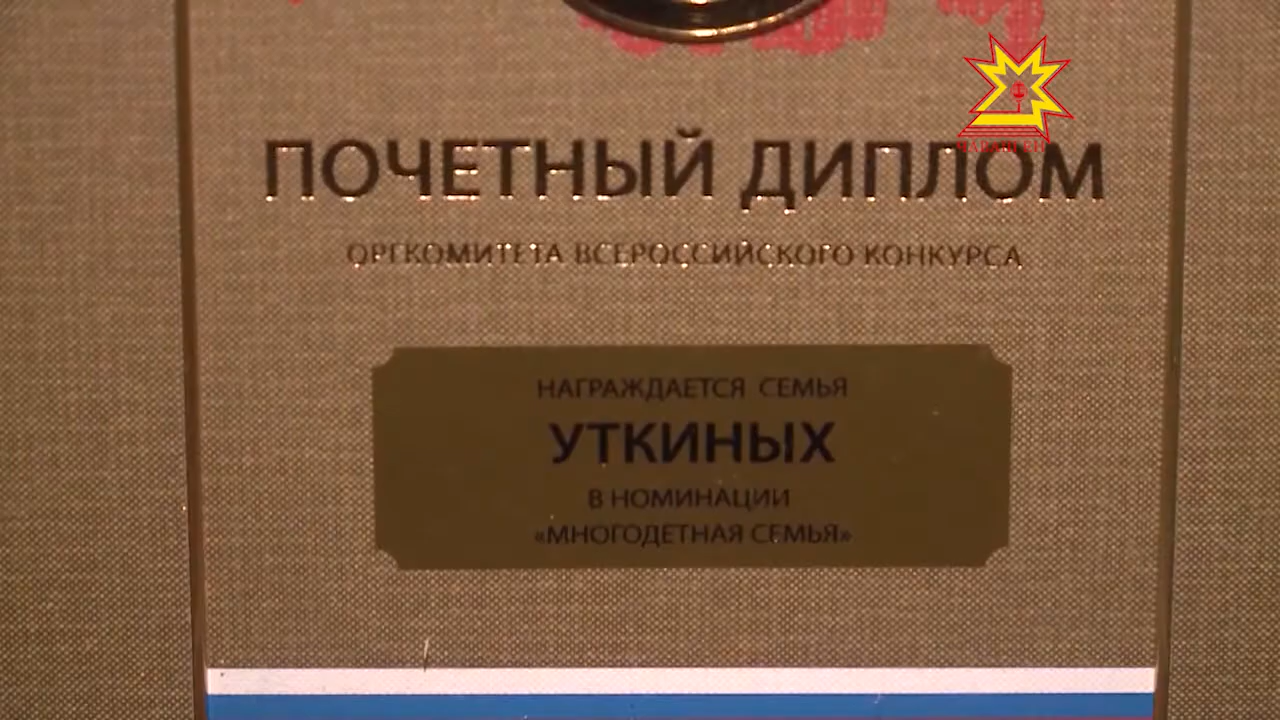 ПОЧЕТНЫЙ ДИПЛОМ
ОРГКОМИТЕТА ВСЕРОССИЙСКОГО КОНКУРСА
НАГРАЖДАЕТСЯ СЕМЬЯ
УТКИНЫХ
В НОМИНАЦИИ
«МНОГОДЕТНАЯ СЕМЬЯ»